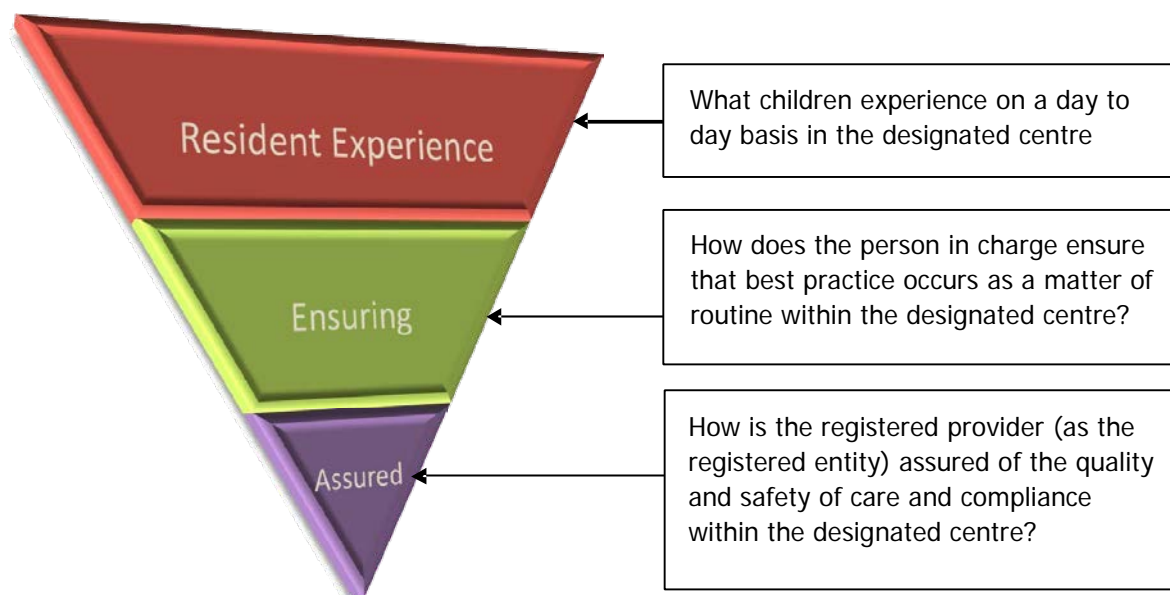 Resident Experience
What children experience on a day to
day basis in the designated centre
Ensuring
How does the person in charge ensure
that best practice occurs as a matter of
routine within the designated centre?
Assured
How is the registered provider (as the
registered entity) assured of the quality
and safety of care and compliance
within the designated centre?